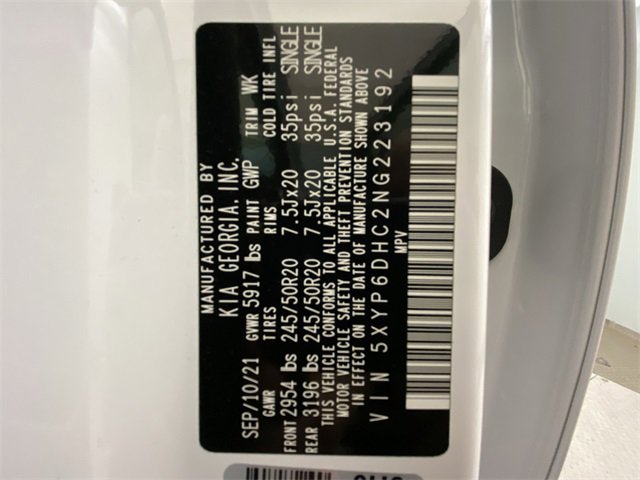 MANUFACTURED BY
KIA GEORGIA, INC.
SEP/10/21 GVWR 5917 lbs PAINT GWP TRIM WK
GAWR TIRES RIMS COLD TIRE INFL
FRONT 2954 lbs 245/50R20 7.5Jx20 35psi SINGLE
REAR 3196 lbs 245/50R20 7.5Jx20 35psi SINGLE
THIS VEHICLE CONFORMS TO ALL APPLICABLE U.S.A. FEDERAL
MOTOR VEHICLE SAFETY AND THEFT PREVENTION STANDARDS
IN EFFECT ON THE DATE OF MANUFACTURE SHOWN ABOVE
VIN 5XYP6DHC2NG223192
MPV